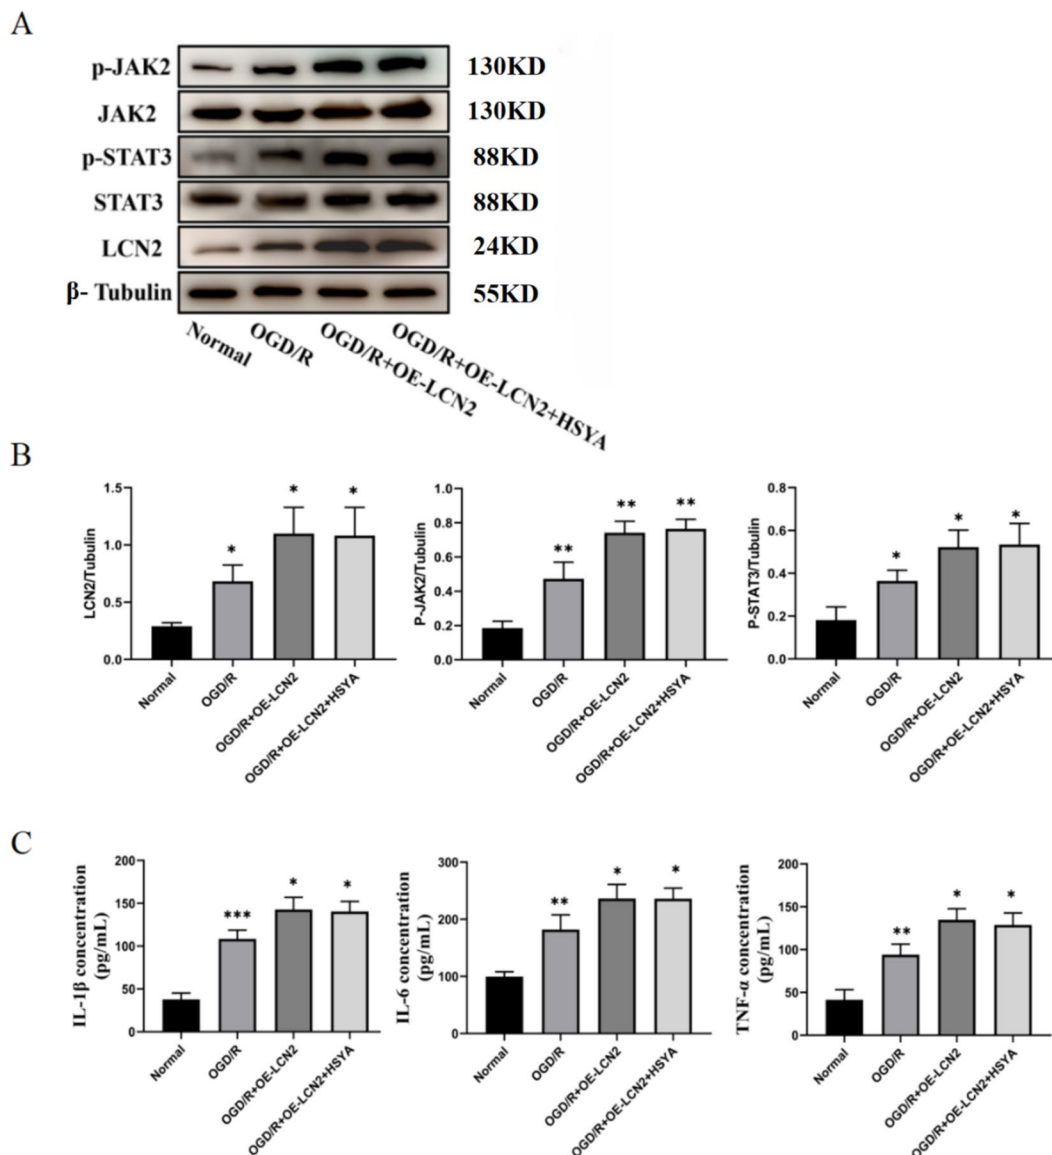 A
p-JAK2 130KD
JAK2 130KD
p-STAT3 88KD
STAT3 88KD
LCN2 24KD
β- Tubulin 55KD
Normal
OGD/R
OGD/R+OE-LCN2
OGD/R+OE-LCN2+HSYA
B
LCN2/Tubulin
1.5
1.0
0.5
0.0
*
*
*
Normal
OGD/R
OGD/R+OE-LCN2
OGD/R+OE-LCN2+HSYA
P-JAK2/Tubulin
1.0
0.8
0.6
0.4
0.2
0.0
**
**
**
Normal
OGD/R
OGD/R+OE-LCN2
OGD/R+OE-LCN2+HSYA
P-STAT3/Tubulin
0.8
0.6
0.4
0.2
0.0
*
*
*
Normal
OGD/R
OGD/R+OE-LCN2
OGD/R+OE-LCN2+HSYA
C
IL-1β concentration
(pg/mL)
200
150
100
50
0
***
*
*
Normal
OGD/R
OGD/R+OE-LCN2
OGD/R+OE-LCN2+HSYA
IL-6 concentration
(pg/mL)
300
200
100
0
**
*
*
Normal
OGD/R
OGD/R+OE-LCN2
OGD/R+OE-LCN2+HSYA
TNF-α concentration
(pg/mL)
200
150
100
50
0
**
*
*
Normal
OGD/R
OGD/R+OE-LCN2
OGD/R+OE-LCN2+HSYA